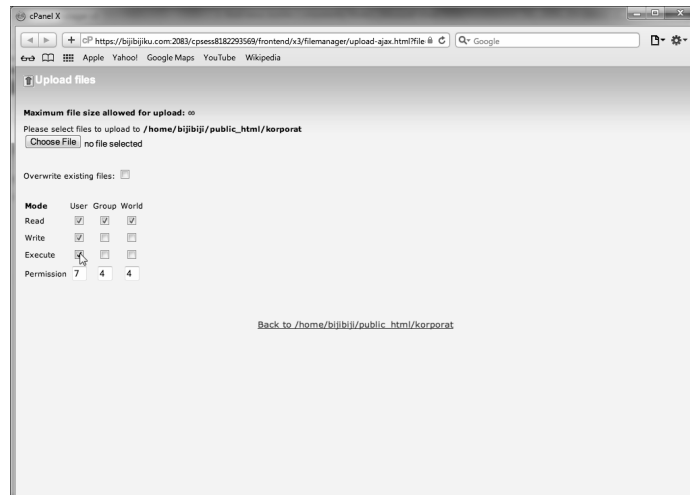 cPanel X
cP https://bijibijiku.com:2083/cpsess8182293569/frontend/x3/filemanager/upload-ajax.html?file
Google
Apple Yahoo! Google Maps YouTube Wikipedia
Upload files
Maximum file size allowed for upload: ∞
Please select files to upload to /home/bijibiji/public_html/korporat
Choose File no file selected
Overwrite existing files:
Mode User Group World
Read
Write
Execute
Permission 7 4 4
Back to /home/bijibiji/public_html/korporat